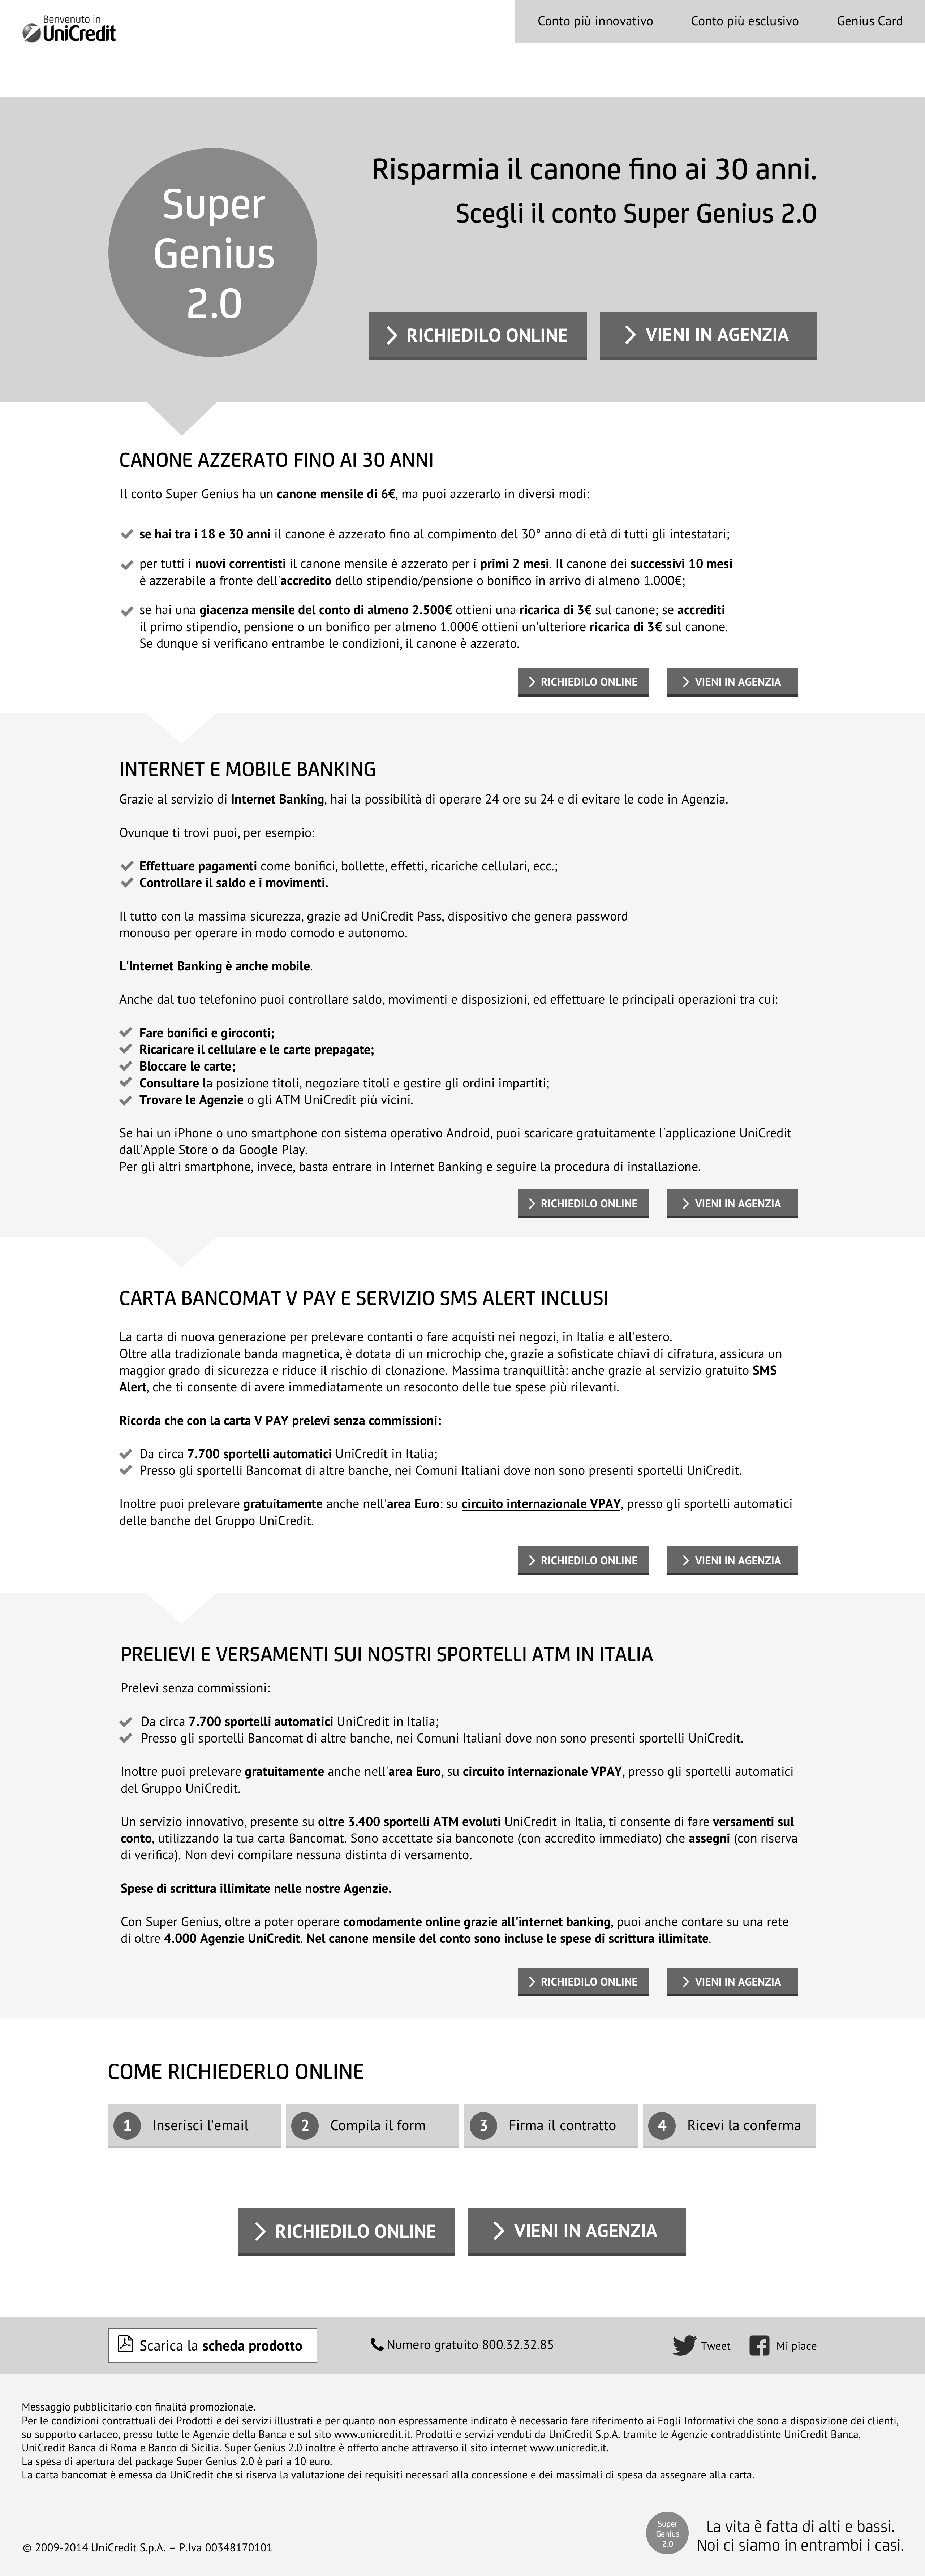 Benvenuto in
UniCredit
Conto più innovativo
Conto più esclusivo
Genius Card
Super
Genius
2.0
Risparmia il canone fino ai 30 anni.
Scegli il conto Super Genius 2.0
RICHIEDILO ONLINE
VIENI IN AGENZIA
CANONE AZZERATO FINO AI 30 ANNI
Il conto Super Genius ha un canone mensile di 6€, ma puoi azzerarlo in diversi modi:
se hai tra i 18 e 30 anni il canone è azzerato fino al compimento del 30° anno di età di tutti gli intestatari;
per tutti i nuovi correntisti il canone mensile è azzerato per i primi 2 mesi. Il canone dei successivi 10 mesi
è azzerabile a fronte dell'accredito dello stipendio/pensione o bonifico in arrivo di almeno 1.000€;
se hai una giacenza mensile del conto di almeno 2.500€ ottieni una ricarica di 3€ sul canone; se accrediti
il primo stipendio, pensione o un bonifico per almeno 1.000€ ottieni un'ulteriore ricarica di 3€ sul canone.
Se dunque si verificano entrambe le condizioni, il canone è azzerato.
RICHIEDILO ONLINE
VIENI IN AGENZIA
INTERNET E MOBILE BANKING
Grazie al servizio di Internet Banking, hai la possibilità di operare 24 ore su 24 e di evitare le code in Agenzia.
Ovunque ti trovi puoi, per esempio:
Effettuare pagamenti come bonifici, bollette, effetti, ricariche cellulari, ecc.;
Controllare il saldo e i movimenti.
Il tutto con la massima sicurezza, grazie ad UniCredit Pass, dispositivo che genera password
monouso per operare in modo comodo e autonomo.
L'Internet Banking è anche mobile.
Anche dal tuo telefonino puoi controllare saldo, movimenti e disposizioni, ed effettuare le principali operazioni tra cui:
Fare bonifici e giroconti;
Ricaricare il cellulare e le carte prepagate;
Bloccare le carte;
Consultare la posizione titoli, negoziare titoli e gestire gli ordini impartiti;
Trovare le Agenzie o gli ATM UniCredit più vicini.
Se hai un iPhone o uno smartphone con sistema operativo Android, puoi scaricare gratuitamente l'applicazione UniCredit
dall'Apple Store o da Google Play.
Per gli altri smartphone, invece, basta entrare in Internet Banking e seguire la procedura di installazione.
RICHIEDILO ONLINE
VIENI IN AGENZIA
CARTA BANCOMAT V PAY E SERVIZIO SMS ALERT INCLUSI
La carta di nuova generazione per prelevare contanti o fare acquisti nei negozi, in Italia e all'estero.
Oltre alla tradizionale banda magnetica, è dotata di un microchip che, grazie a sofisticate chiavi di cifratura, assicura un
maggior grado di sicurezza e riduce il rischio di clonazione. Massima tranquillità: anche grazie al servizio gratuito SMS
Alert, che ti consente di avere immediatamente un resoconto delle tue spese più rilevanti.
Ricorda che con la carta V PAY prelevi senza commissioni:
Da circa 7.700 sportelli automatici UniCredit in Italia;
Presso gli sportelli Bancomat di altre banche, nei Comuni Italiani dove non sono presenti sportelli UniCredit.
Inoltre puoi prelevare gratuitamente anche nell'area Euro: su circuito internazionale VPAY, presso gli sportelli automatici
delle banche del Gruppo UniCredit.
RICHIEDILO ONLINE
VIENI IN AGENZIA
PRELIEVI E VERSAMENTI SUI NOSTRI SPORTELLI ATM IN ITALIA
Prelevi senza commissioni:
Da circa 7.700 sportelli automatici UniCredit in Italia;
Presso gli sportelli Bancomat di altre banche, nei Comuni Italiani dove non sono presenti sportelli UniCredit.
Inoltre puoi prelevare gratuitamente anche nell'area Euro, su circuito internazionale VPAY, presso gli sportelli automatici
del Gruppo UniCredit.
Un servizio innovativo, presente su oltre 3.400 sportelli ATM evoluti UniCredit in Italia, ti consente di fare versamenti sul
conto, utilizzando la tua carta Bancomat. Sono accettate sia banconote (con accredito immediato) che assegni (con riserva
di verifica). Non devi compilare nessuna distinta di versamento.
Spese di scrittura illimitate nelle nostre Agenzie.
Con Super Genius, oltre a poter operare comodamente online grazie all'internet banking, puoi anche contare su una rete
di oltre 4.000 Agenzie UniCredit. Nel canone mensile del conto sono incluse le spese di scrittura illimitate.
RICHIEDILO ONLINE
VIENI IN AGENZIA
COME RICHIEDERLO ONLINE
1 Inserisci l'email
2 Compila il form
3 Firma il contratto
4 Ricevi la conferma
RICHIEDILO ONLINE
VIENI IN AGENZIA
Scarica la scheda prodotto
Numero gratuito 800.32.32.85
Tweet
Mi piace
Messaggio pubblicitario con finalità promozionale.
Per le condizioni contrattuali dei Prodotti e dei servizi illustrati e per quanto non espressamente indicato è necessario fare riferimento ai Fogli Informativi che sono a disposizione dei clienti,
su supporto cartaceo, presso tutte le Agenzie della Banca e sul sito www.unicredit.it. Prodotti e servizi venduti da UniCredit S.p.A. tramite le Agenzie contraddistinte UniCredit Banca,
UniCredit Banca di Roma e Banco di Sicilia. Super Genius 2.0 inoltre è offerto anche attraverso il sito internet www.unicredit.it.
La spesa di apertura del package Super Genius 2.0 è pari a 10 euro.
La carta bancomat è emessa da UniCredit che si riserva la valutazione dei requisiti necessari alla concessione e dei massimali di spesa da assegnare alla carta.
Super
Genius
2.0
La vita è fatta di alti e bassi.
Noi ci siamo in entrambi i casi.
© 2009-2014 UniCredit S.p.A. – P.Iva 00348170101